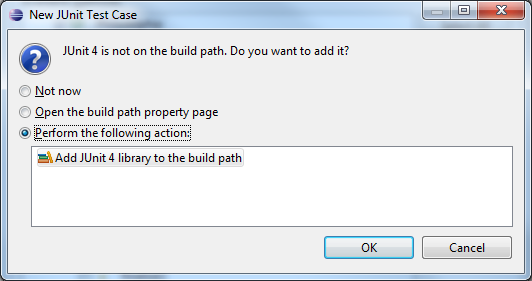 New JUnit Test Case
JUnit 4 is not on the build path. Do you want to add it?
Not now
Open the build path property page
Perform the following action:
Add JUnit 4 library to the build path
OK
Cancel